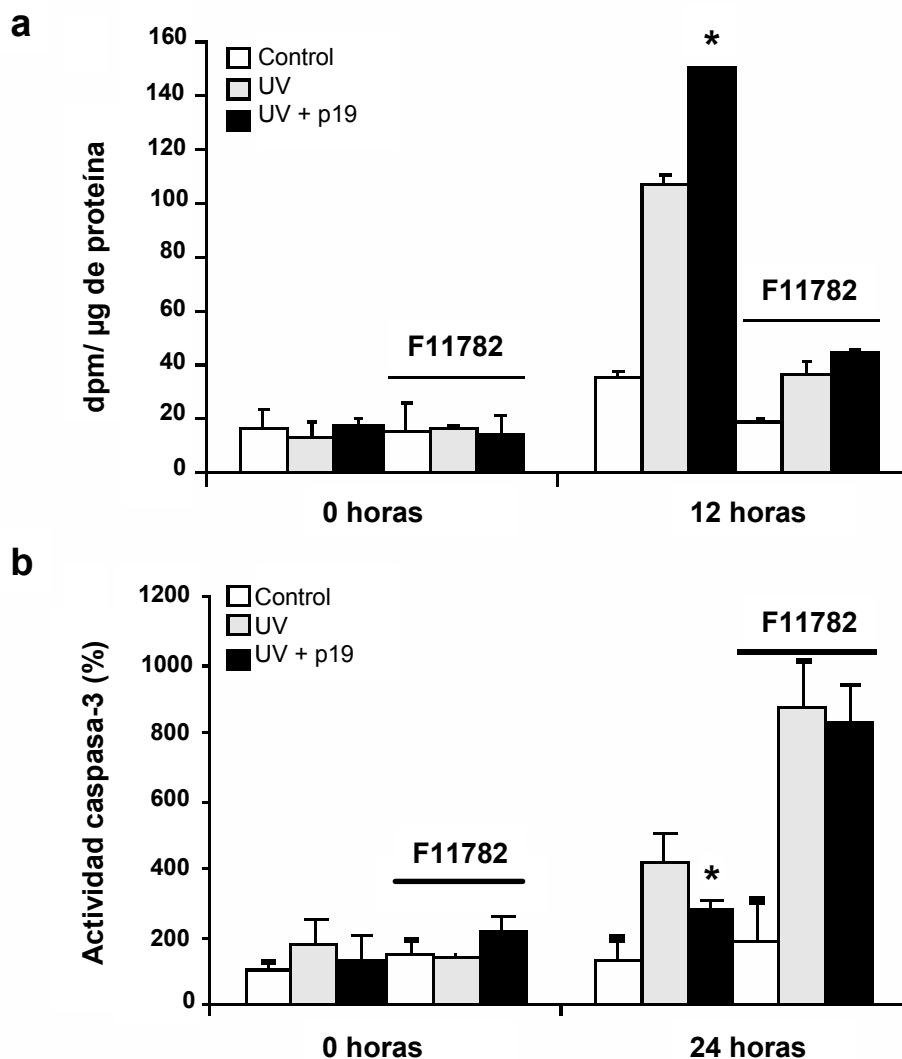 a
dpm/ µg de proteína
160
140
120
100
80
60
40
20
0
Control
UV
UV + p19
F11782
*
F11782
0 horas
12 horas
b
Actividad caspasa-3 (%)
1200
1000
800
600
400
200
0
Control
UV
UV + p19
F11782
*
F11782
0 horas
24 horas